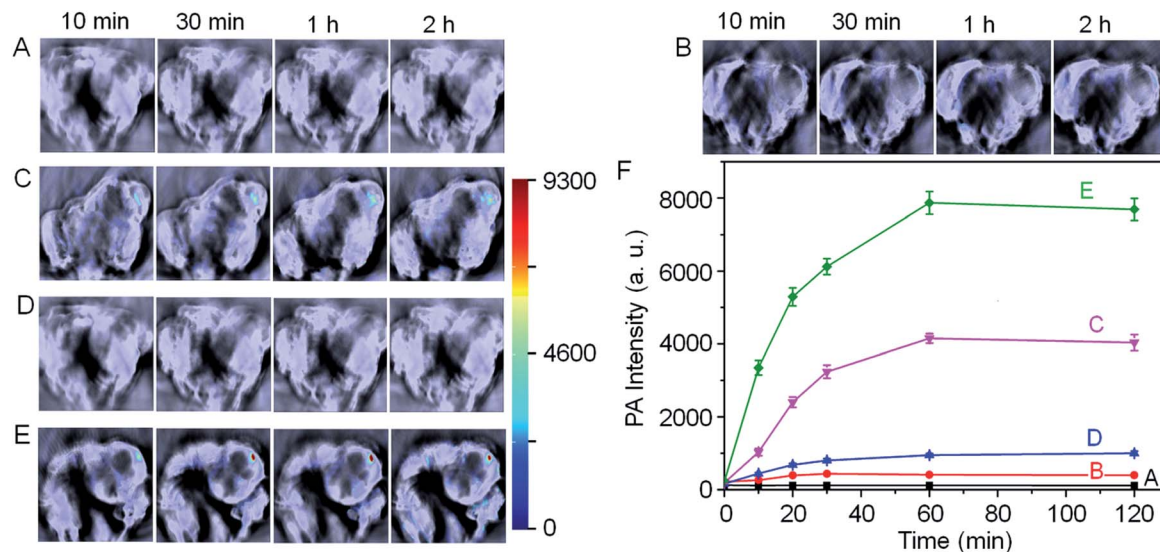 10 min 30 min 1 h 2 h
A
C
D
E
9300
4600
0
10 min 30 min 1 h 2 h
B
F
PA Intensity (a. u.)
8000
6000
4000
2000
0
E
C
D
B
A
0 20 40 60 80 100 120
Time (min)